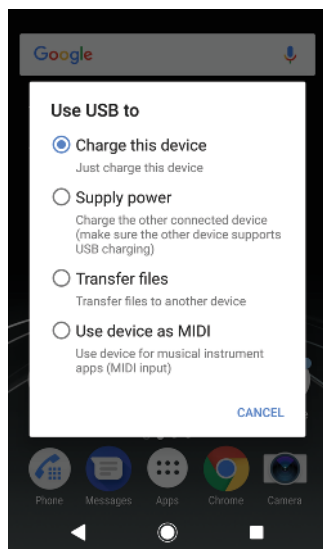 Google
Use USB to
Charge this device
Just charge this device
Supply power
Charge the other connected device
(make sure the other device supports
USB charging)
Transfer files
Transfer files to another device
Use device as MIDI
Use device for musical instrument
apps (MIDI input)
CANCEL
Phone Messages Apps Chrome Camera